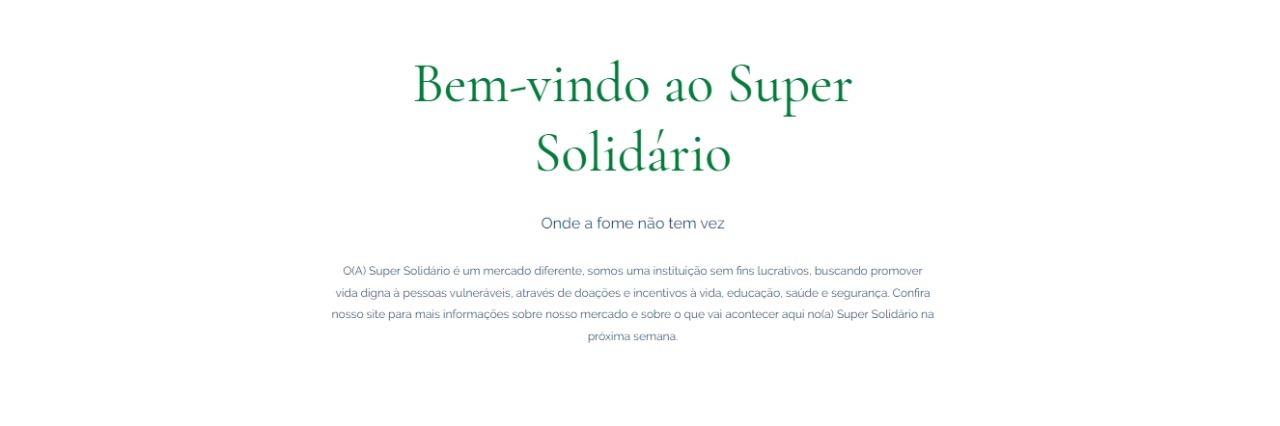 Bem-vindo ao Super
Solidário
Onde a fome não tem vez
O(A) Super Solidário é um mercado diferente, somos uma instituição sem fins lucrativos, buscando promover
vida digna à pessoas vulneráveis, através de doações e incentivos à vida, educação, saúde e segurança. Confira
nosso site para mais informações sobre nosso mercado e sobre o que vai acontecer aqui no(a) Super Solidário na
próxima semana.